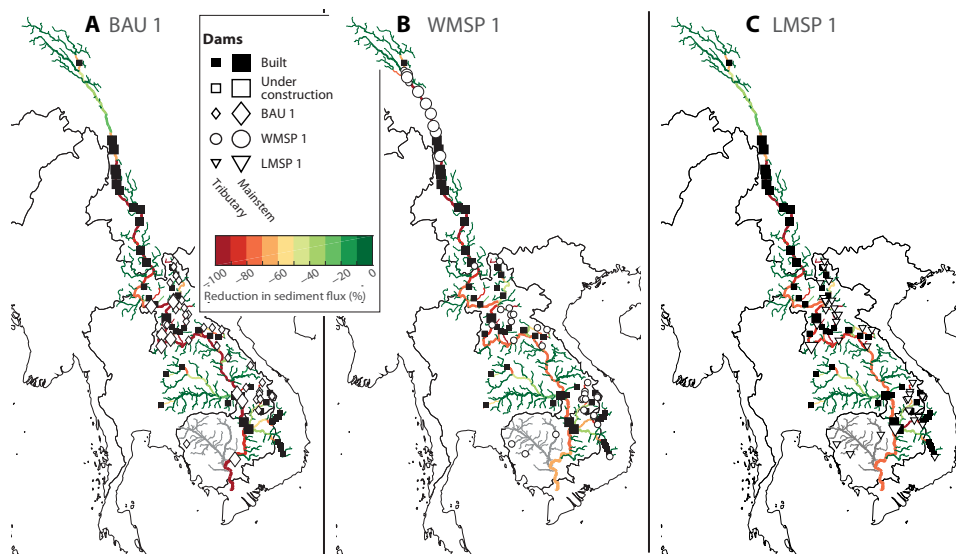 A BAU 1
B WMSP 1
C LMSP 1
Dams
Built
Under
construction
BAU 1
WMSP 1
LMSP 1
Tributary
Mainstem
−100
−80
−60
−40
−20
0
Reduction in sediment flux (%)